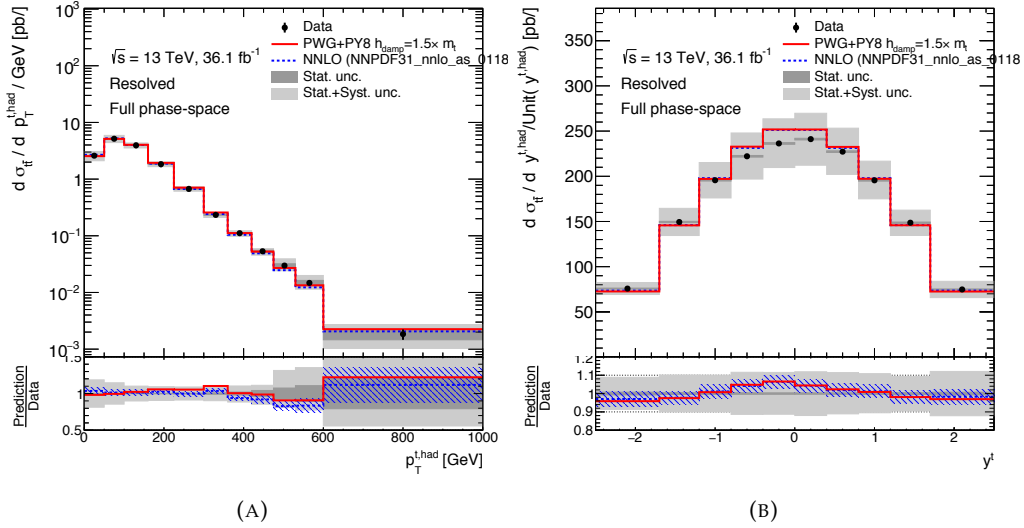 d σ_tt̄ / d p_T^{t,had} / GeV [pb/]
10³
10²
10
1
10⁻¹
10⁻²
10⁻³
√s = 13 TeV, 36.1 fb⁻¹
Resolved
Full phase-space
Data
PWG+PY8 h_damp=1.5× m_t
NNLO (NNPDF31_nnlo_as_0118
Stat. unc.
Stat.+Syst. unc.
Prediction
Data
1.5
1
0.5
0 200 400 600 800 1000
p_T^{t,had} [GeV]
(A)
d σ_tt̄ / d y^{t,had}/Unit( y^{t,had}) [pb/]
350
300
250
200
150
100
50
√s = 13 TeV, 36.1 fb⁻¹
Resolved
Full phase-space
Data
PWG+PY8 h_damp=1.5× m_t
NNLO (NNPDF31_nnlo_as_0118
Stat. unc.
Stat.+Syst. unc.
Prediction
Data
1.2
1.1
1.0
0.9
0.8
−2 −1 0 1 2
y^t
(B)